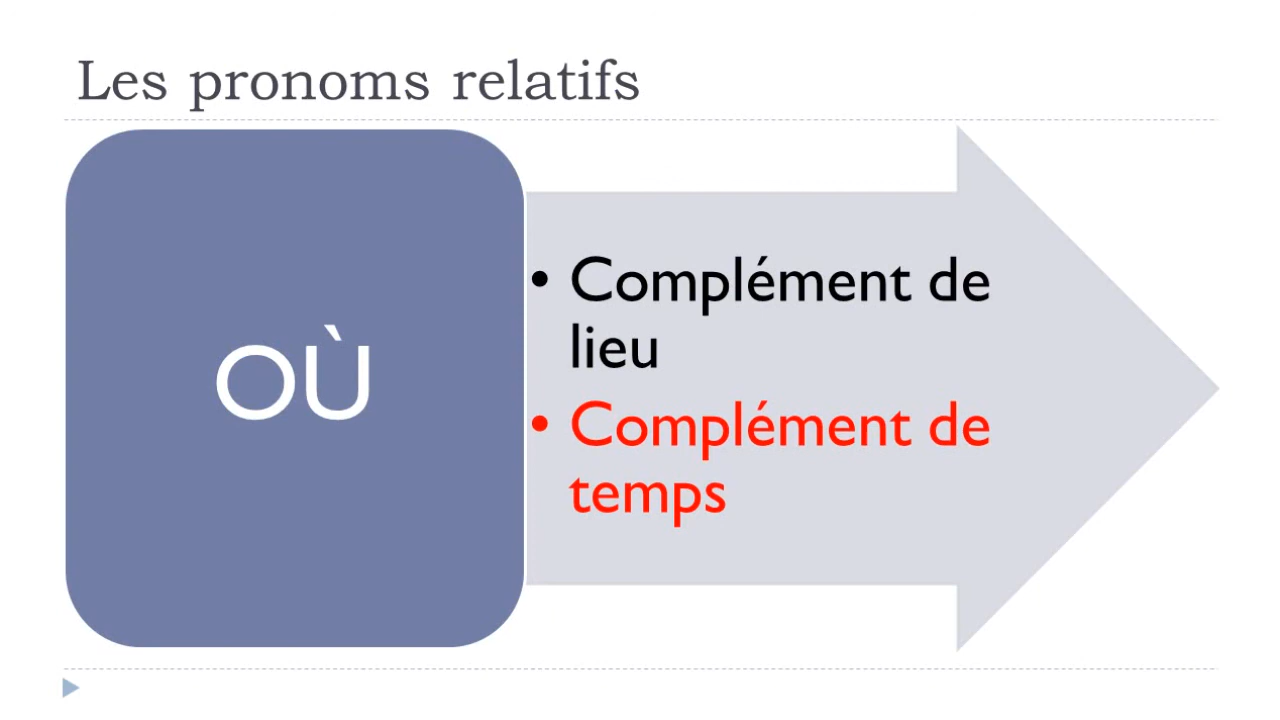 Les pronoms relatifs
OÙ
• Complément de
lieu
• Complément de
temps